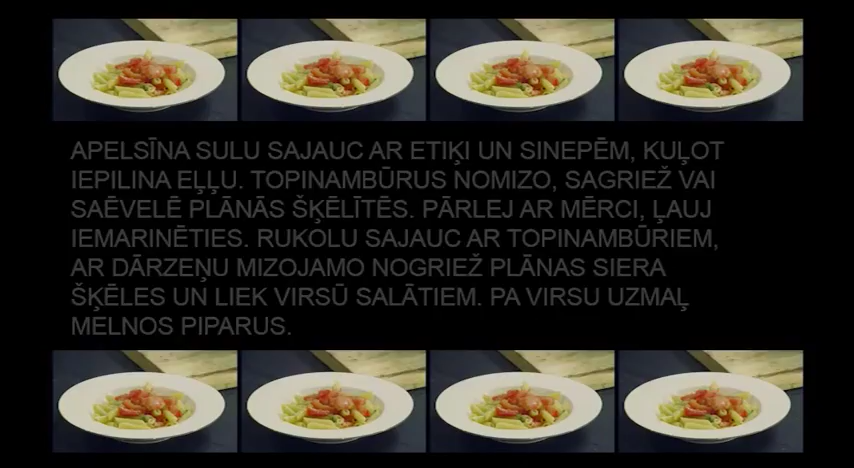 APELSĪNA SULU SAJAUC AR ETIĶI UN SINEPĒM, KUĻOT
IEPILINA EĻĻU. TOPINAMBŪRUS NOMIZO, SAGRIEŽ VAI
SAĒVELĒ PLĀNĀS ŠĶĒLĪTĒS. PĀRLEJ AR MĒRCI, ĻAUJ
IEMARINĒTIES. RUKOLU SAJAUC AR TOPINAMBŪRIEM,
AR DĀRZEŅU MIZOJAMO NOGRIEŽ PLĀNAS SIERA
ŠĶĒLES UN LIEK VIRSŪ SALĀTIEM. PA VIRSU UZMAĻ
MELNOS PIPARUS.